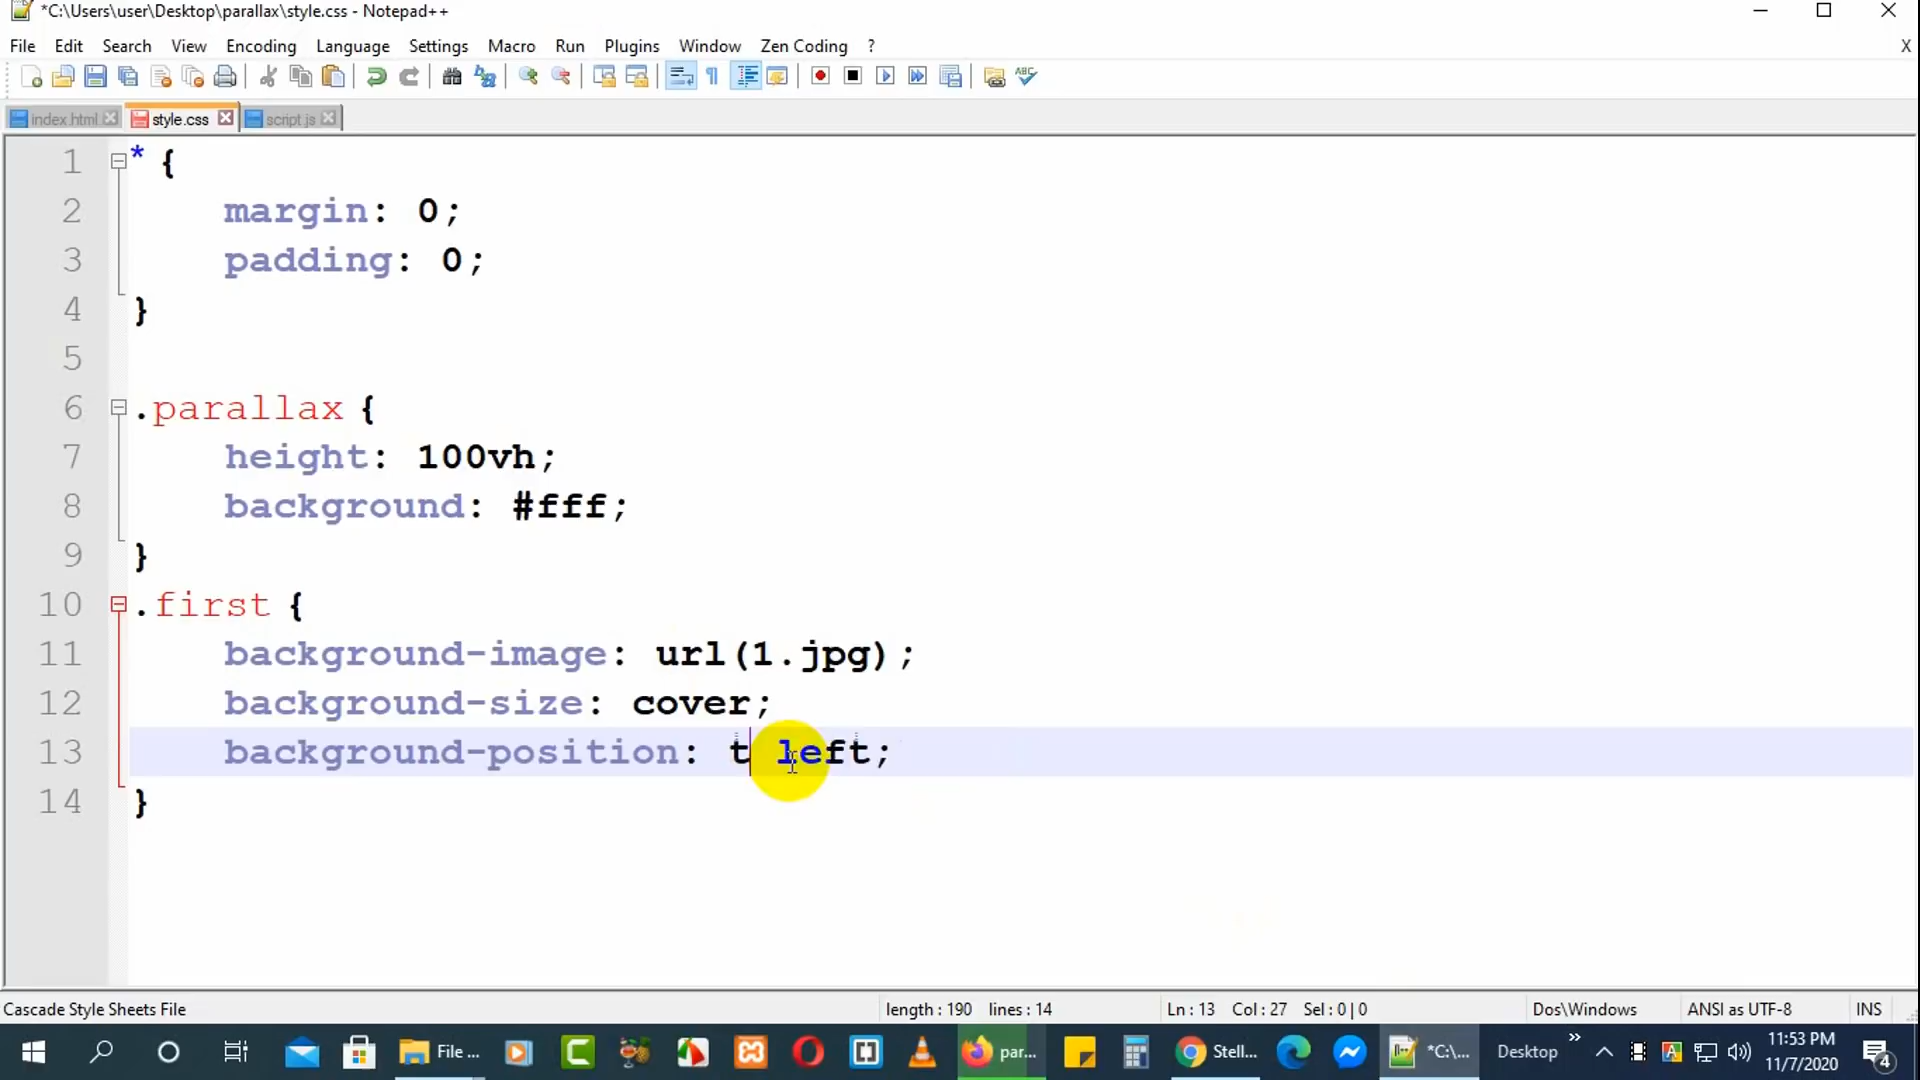 *C:\Users\user\Desktop\parallax\style.css - Notepad++
File Edit Search View Encoding Language Settings Macro Run Plugins Window Zen Coding ? X
index.html style.css script.js
1 * {
2 margin: 0;
3 padding: 0;
4 }
5
6 .parallax {
7 height: 100vh;
8 background: #fff;
9 }
10 .first {
11 background-image: url(1.jpg);
12 background-size: cover;
13 background-position: t left;
14 }
Cascade Style Sheets File length : 190 lines : 14 Ln : 13 Col : 27 Sel : 0 | 0 Dos\Windows ANSI as UTF-8 INS
File ... par... Stell... *C:\... Desktop » 11:53 PM
11/7/2020 4